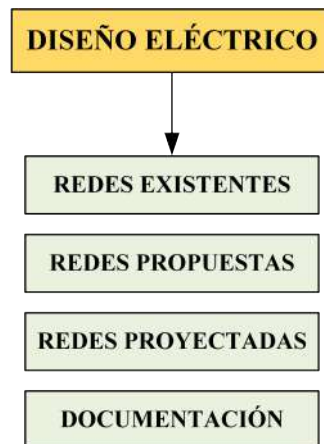 DISEÑO ELÉCTRICO
REDES EXISTENTES
REDES PROPUESTAS
REDES PROYECTADAS
DOCUMENTACIÓN